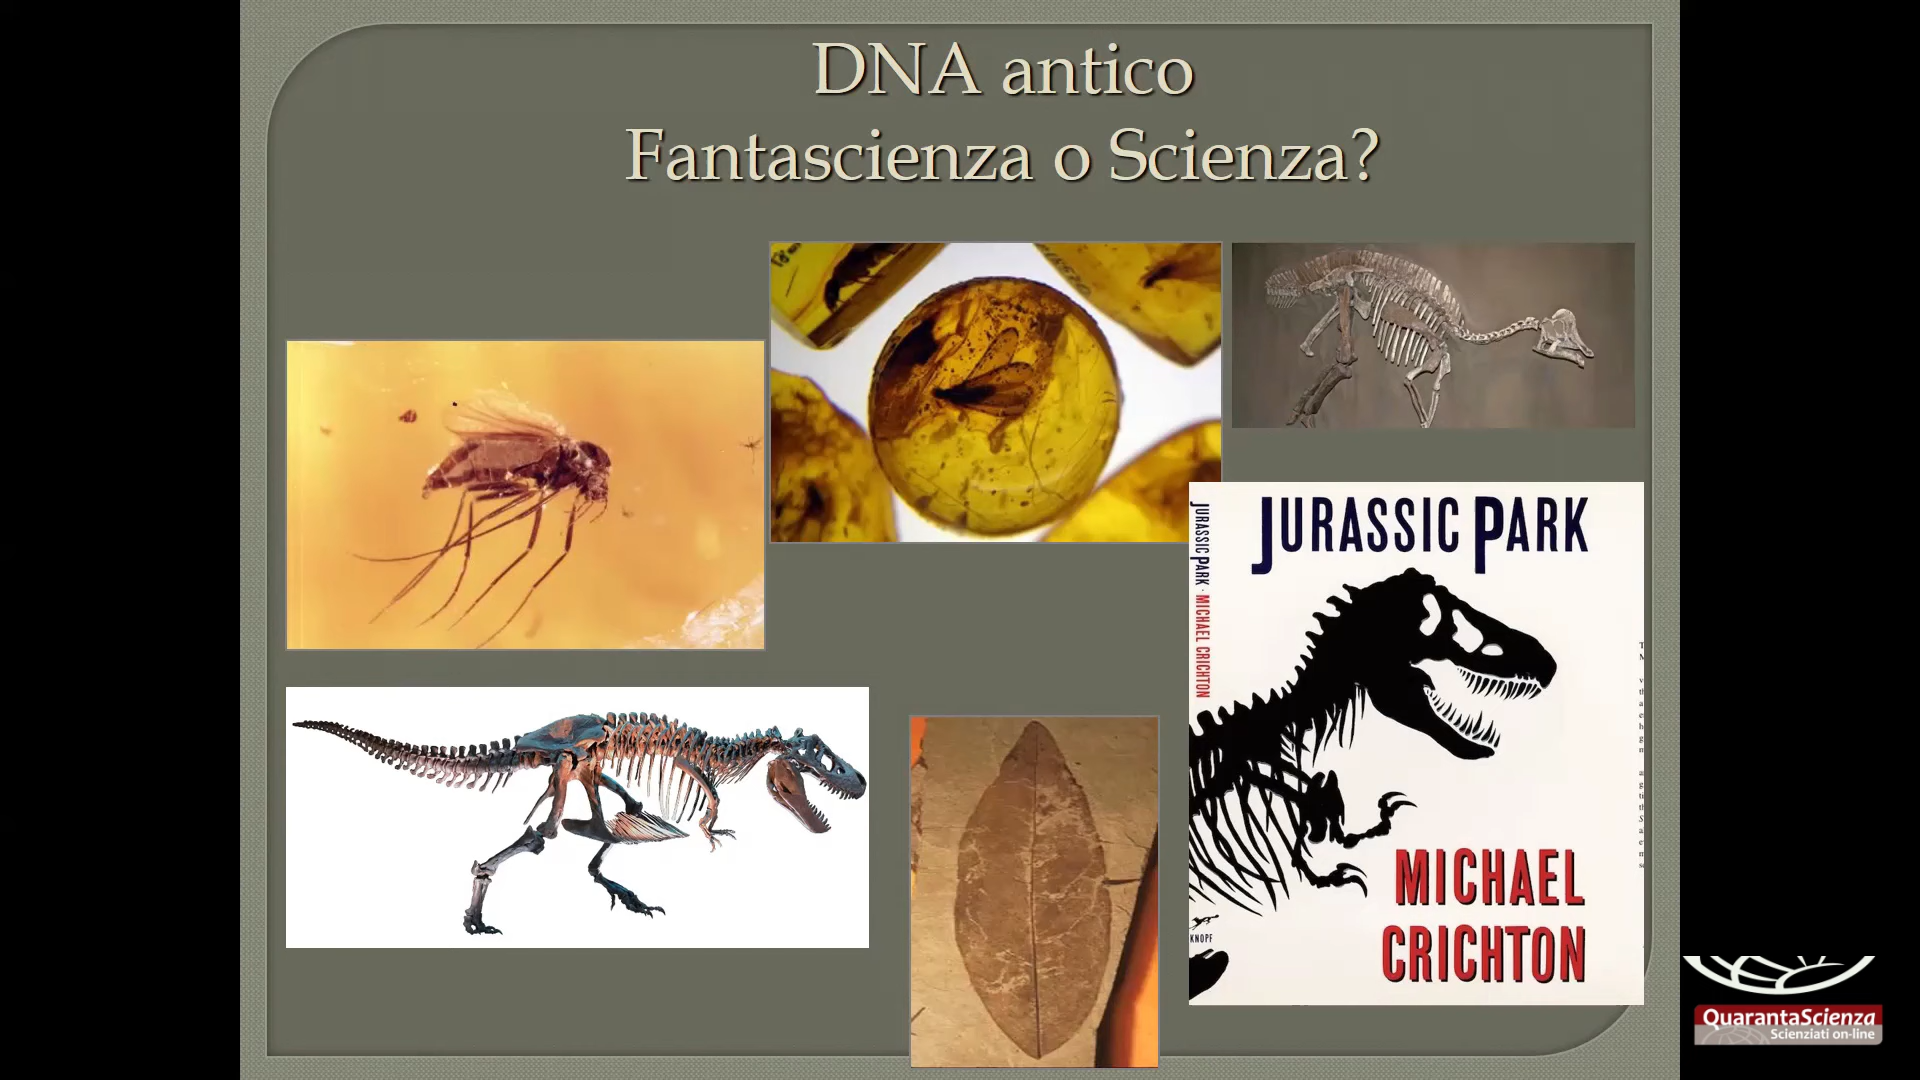 DNA antico
Fantascienza o Scienza?
JURASSIC PARK
JURASSIC PARK · MICHAEL CRICHTON
MICHAEL
CRICHTON
KNOPF
QuarantaScienza
Scienziati on-line